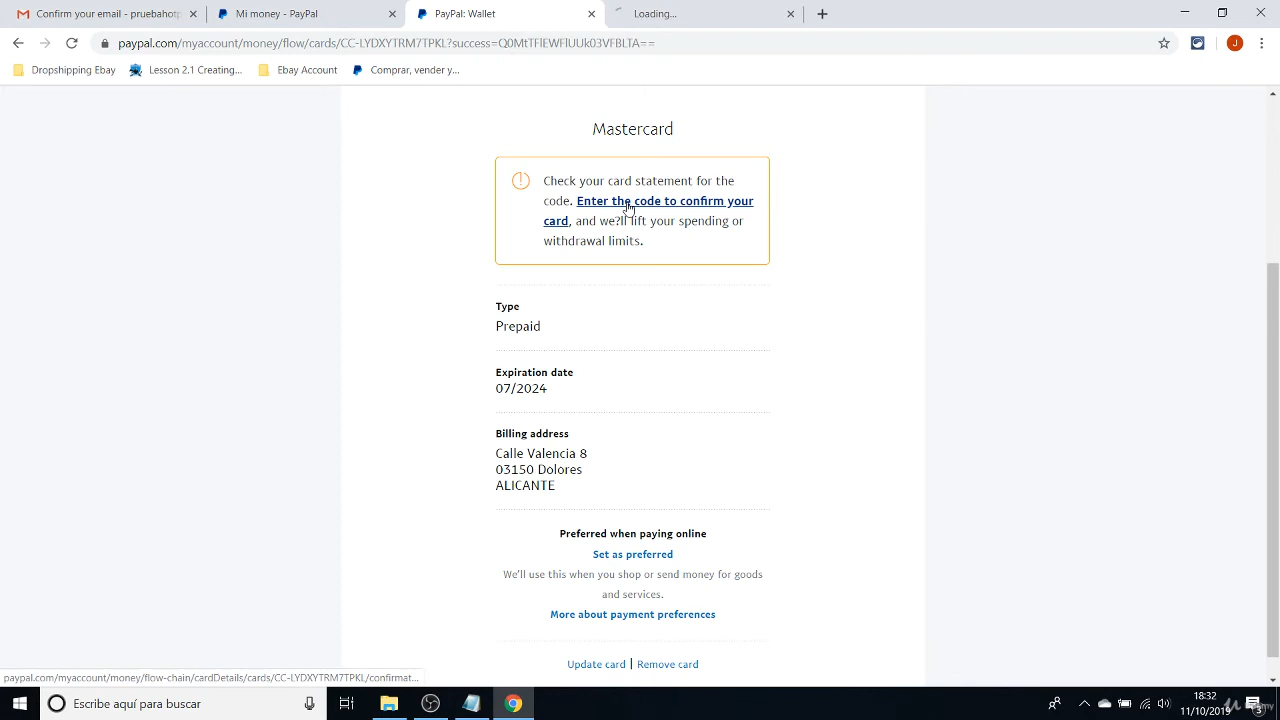 Confirm your email - pruebahotp
Mi money - PayPal
PayPal: Wallet
Loading...
paypal.com/myaccount/money/flow/cards/CC-LYDXYTRM7TPKL?success=Q0MtTFlEWFlUUk03VFBLTA==
J
Dropshipping Ebay
Lesson 2.1 Creating...
Ebay Account
Comprar, vender y...
Mastercard
Check your card statement for the
code. Enter the code to confirm your
card, and we?ll lift your spending or
withdrawal limits.
Type
Prepaid
Expiration date
07/2024
Billing address
Calle Valencia 8
03150 Dolores
ALICANTE
Preferred when paying online
Set as preferred
We'll use this when you shop or send money for goods
and services.
More about payment preferences
Update card | Remove card
paypal.com/myaccount/money/flow-chain/cardDetails/cards/CC-LYDXYTRM7TPKL/confirmat...
Escribe aquí para buscar
18:32
11/10/2019